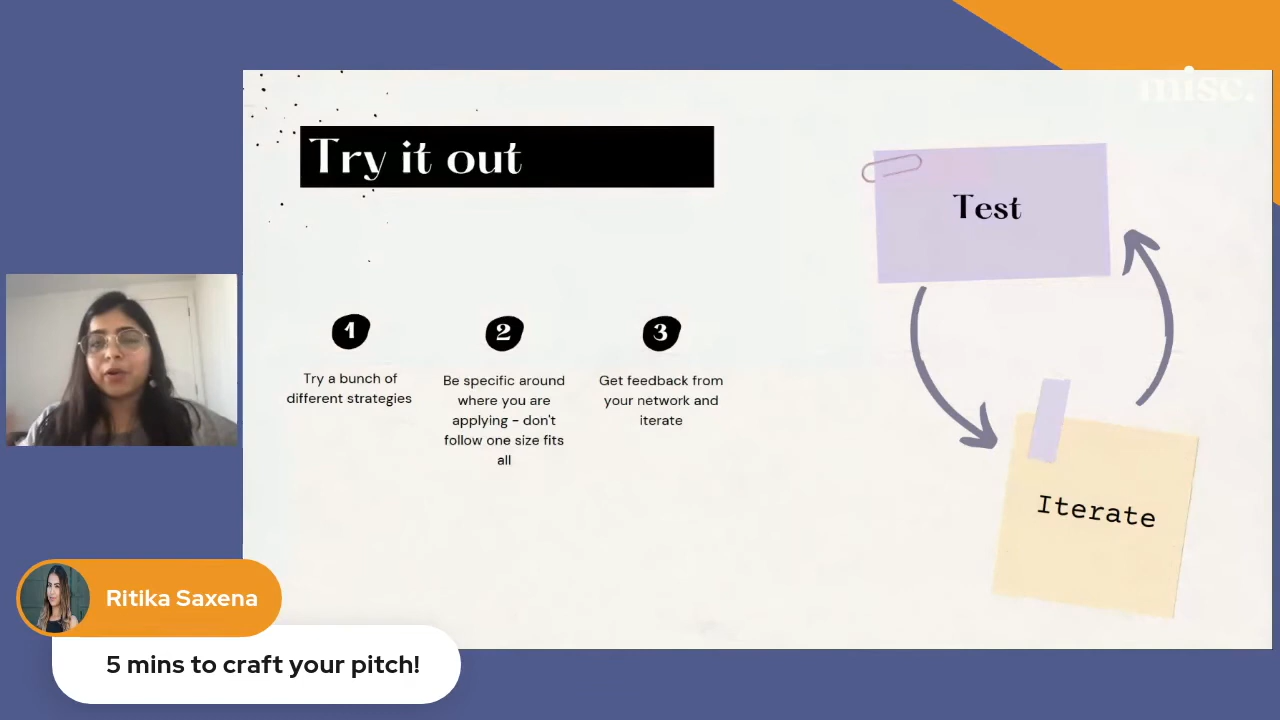 misc.
Try it out
Test
1
Try a bunch of
different strategies
2
Be specific around
where you are
applying - don't
follow one size fits
all
3
Get feedback from
your network and
iterate
Iterate
Ritika Saxena
5 mins to craft your pitch!